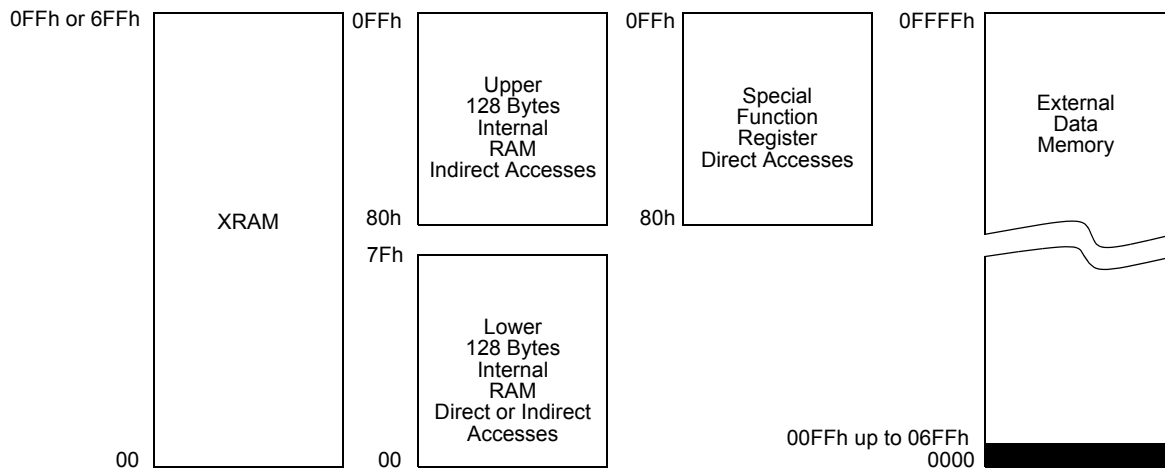 0FFh or 6FFh
XRAM
00
0FFh
Upper
128 Bytes
Internal
RAM
Indirect Accesses
80h
7Fh
Lower
128 Bytes
Internal
RAM
Direct or Indirect
Accesses
00
0FFh
Special
Function
Register
Direct Accesses
80h
0FFFFh
External
Data
Memory
00FFh up to 06FFh
0000